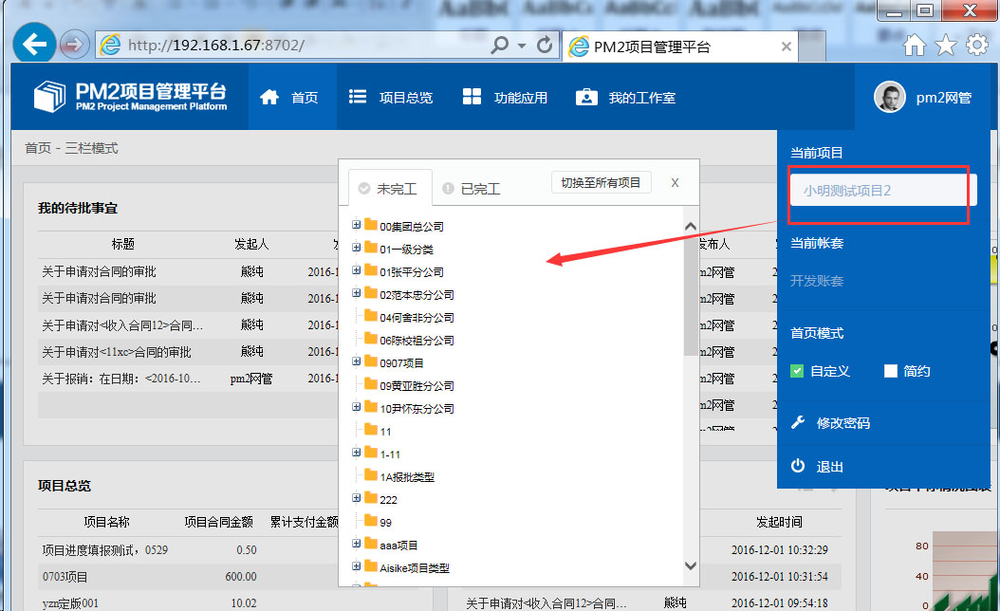 http://192.168.1.67:8702/
PM2项目管理平台
PM2项目管理平台
PM2 Project Management Platform
首页
项目总览
功能应用
我的工作室
pm2网管
首页 - 三栏模式
当前项目
小明测试项目2
当前帐套
开发账套
首页模式
自定义
简约
修改密码
退出
未完工
已完工
切换至所有项目
X
00集团总公司
01一级分类
01张平分公司
02范本忠分公司
04何舍非分公司
06陈校祖分公司
0907项目
09黄亚胜分公司
10尹怀东分公司
11
1-11
1A报批类型
222
99
aaa项目
Aisike项目类型
我的待批事宜
标题 发起人
关于申请对合同的审批 熊纯 2016-1
关于申请对合同的审批 熊纯 2016-1
关于申请对<收入合同12>合同... 熊纯 2016-1
关于申请对<11xc>合同的审批 熊纯 2016-1
关于报销：在日期：<2016-10... pm2网管 2016-1
发布人
m2网管
m2网管
m2网管
m2网管
m2网管
m2网管
项目总览
项目名称 项目合同金额 累计支付金额
项目进度填报测试，0529 0.50
0703项目 600.00
yzn定版001 10.02
发起时间
2016-12-01 10:32:29
2016-12-01 10:31:54
关于申请对<收入合同12>合同... 熊纯 2016-12-01 09:54:18
80
40
0